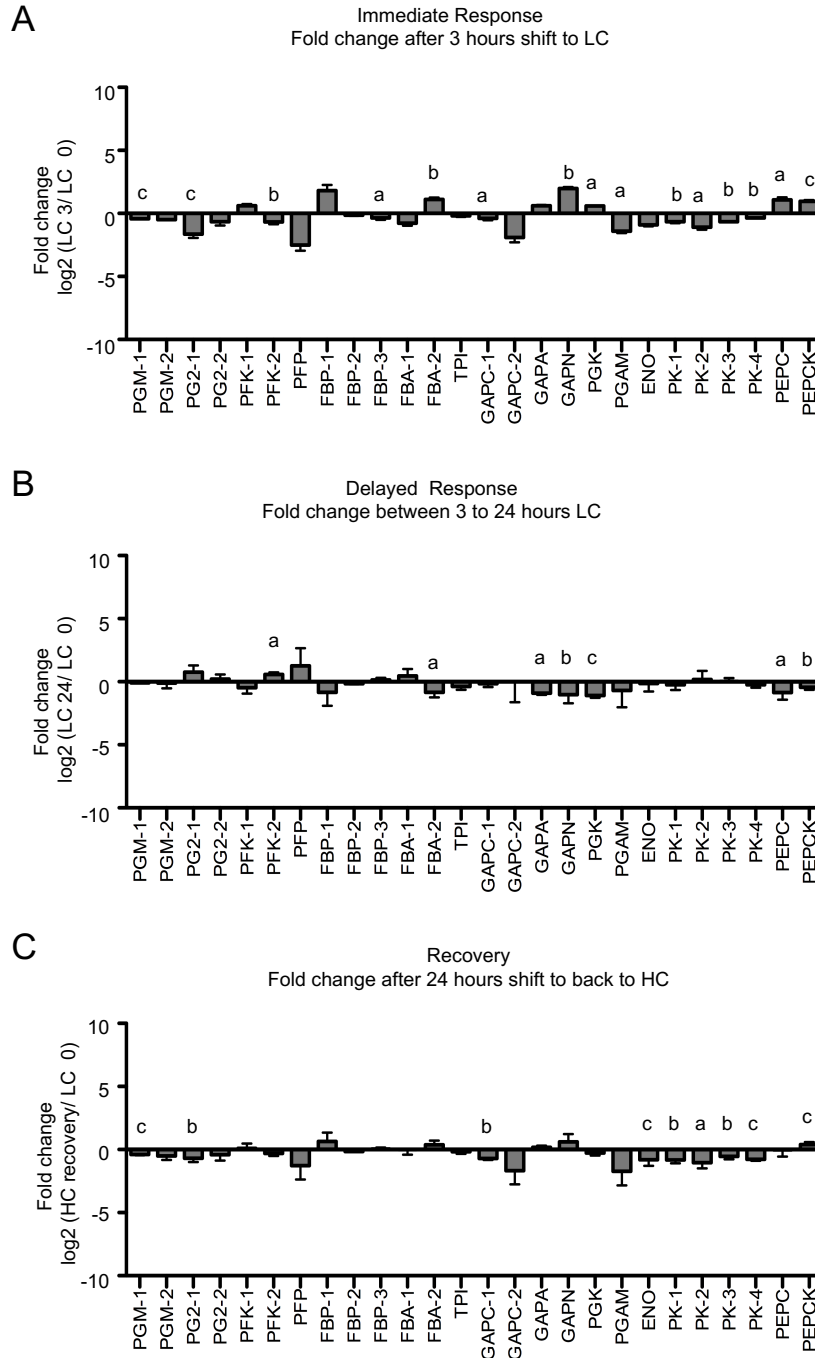 A
Immediate Response
Fold change after 3 hours shift to LC
Fold change
log2 (LC 3/ LC 0)
10
5
0
-5
-10
c c b a b a b a a b a b b a c
PGM-1 PGM-2 PG2-1 PG2-2 PFK-1 PFK-2 PFP FBP-1 FBP-2 FBP-3 FBA-1 FBA-2 TPI GAPC-1 GAPC-2 GAPA GAPN PGK PGAM ENO PK-1 PK-2 PK-3 PK-4 PEPC PEPCK
B
Delayed Response
Fold change between 3 to 24 hours LC
Fold change
log2 (LC 24/ LC 0)
10
5
0
-5
-10
a a a b c a b
PGM-1 PGM-2 PG2-1 PG2-2 PFK-1 PFK-2 PFP FBP-1 FBP-2 FBP-3 FBA-1 FBA-2 TPI GAPC-1 GAPC-2 GAPA GAPN PGK PGAM ENO PK-1 PK-2 PK-3 PK-4 PEPC PEPCK
C
Recovery
Fold change after 24 hours shift to back to HC
Fold change
log2 (HC recovery/ LC 0)
10
5
0
-5
-10
c b b c b a b c c
PGM-1 PGM-2 PG2-1 PG2-2 PFK-1 PFK-2 PFP FBP-1 FBP-2 FBP-3 FBA-1 FBA-2 TPI GAPC-1 GAPC-2 GAPA GAPN PGK PGAM ENO PK-1 PK-2 PK-3 PK-4 PEPC PEPCK